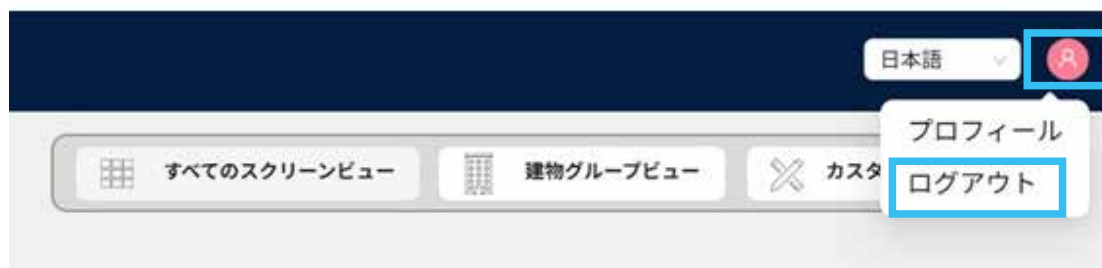 日本語
プロフィール
すべてのスクリーンビュー
建物グループビュー
カスタ
ログアウト